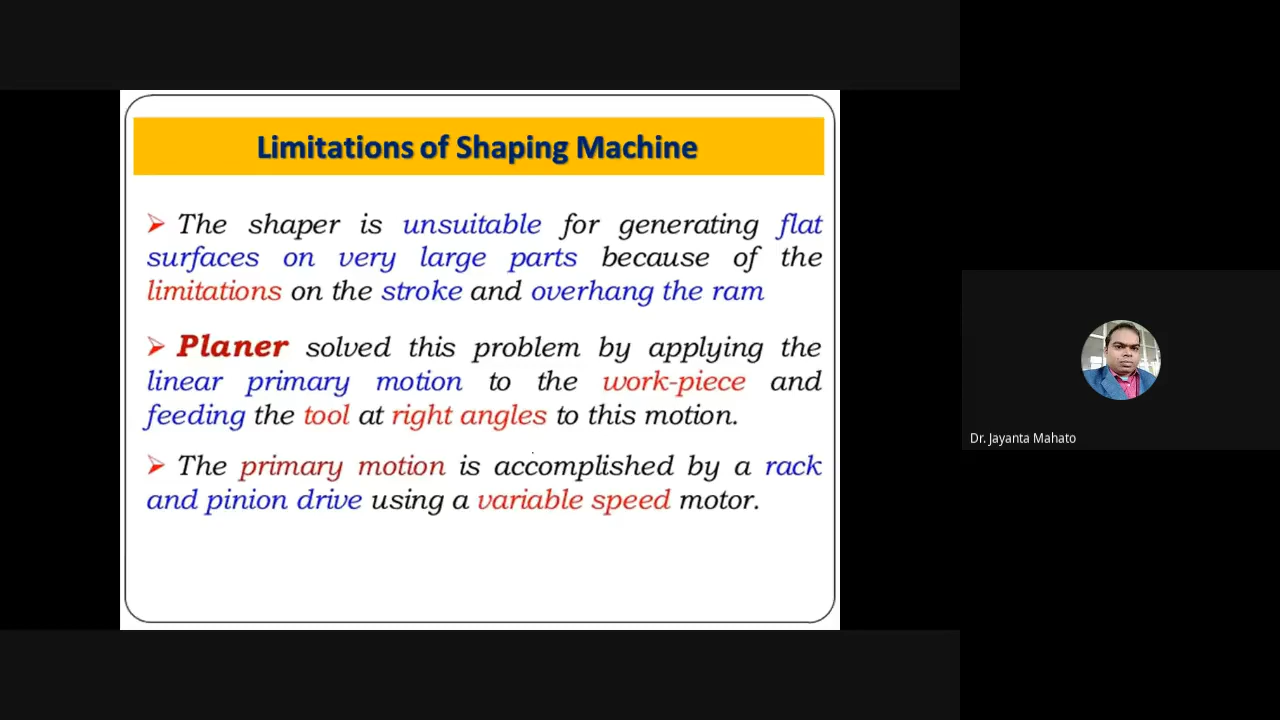 Limitations of Shaping Machine
The shaper is unsuitable for generating flat
surfaces on very large parts because of the
limitations on the stroke and overhang the ram
Planer solved this problem by applying the
linear primary motion to the work-piece and
feeding the tool at right angles to this motion.
The primary motion is accomplished by a rack
and pinion drive using a variable speed motor.
Dr. Jayanta Mahato